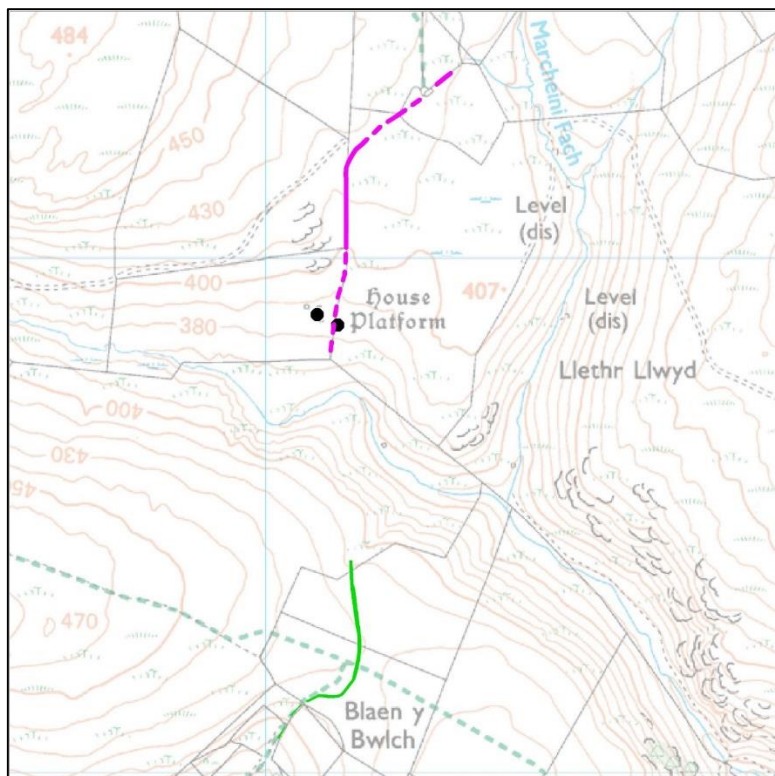 484
Marcheini Fach
450
430
Level
(dis)
400
House
Platform
407
380
Level
(dis)
Llethr Llwyd
400
430
470
Blaen y
Bwlch